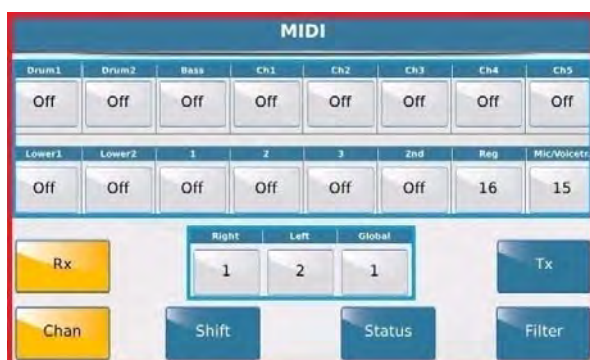 MIDI
Drum1 Drum2 Bass Ch1 Ch2 Ch3 Ch4 Ch5
Off Off Off Off Off Off Off Off
Lower1 Lower2 1 2 3 2nd Reg Mic/Voicetr.
Off Off Off Off Off Off 16 15
Right Left Global
Rx 1 2 1 Tx
Chan Shift Status Filter